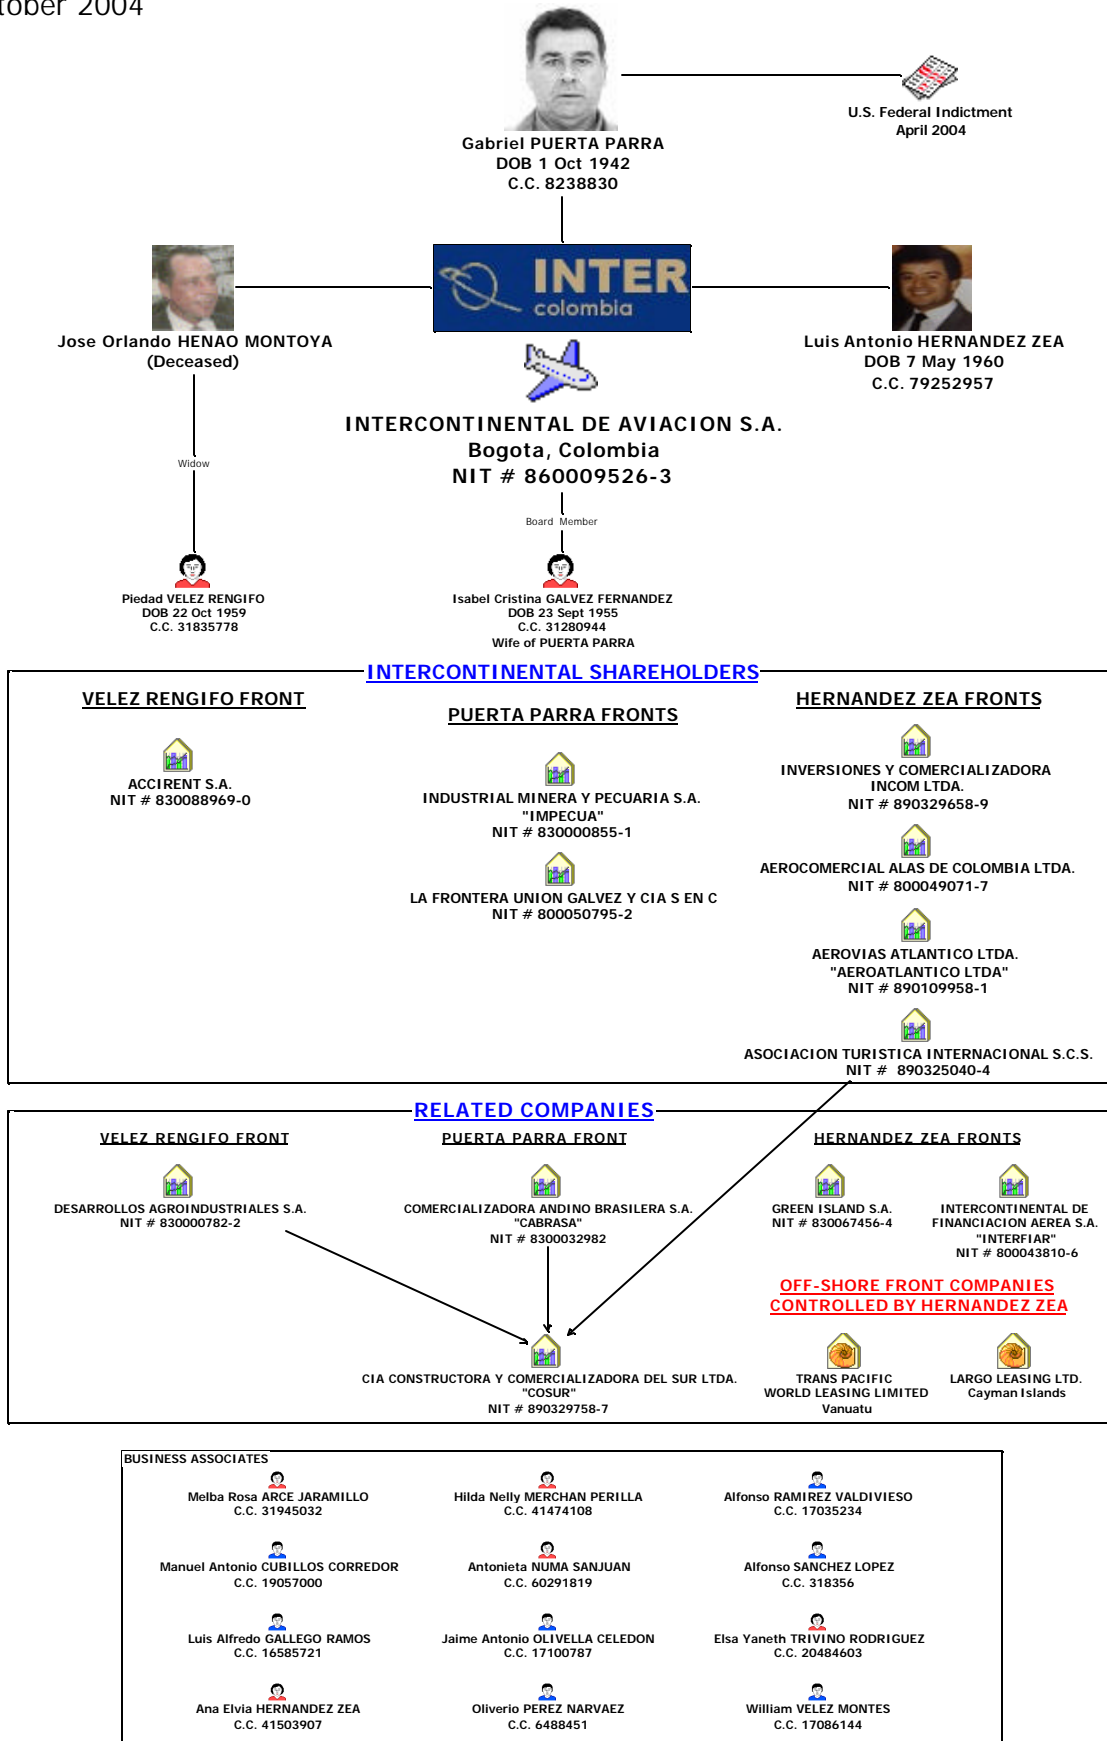 tober 2004
U.S. Federal Indictment
April 2004
Gabriel PUERTA PARRA
DOB 1 Oct 1942
C.C. 8238830
INTER
colombia
Jose Orlando HENAO MONTOYA
(Deceased)
Luis Antonio HERNANDEZ ZEA
DOB 7 May 1960
C.C. 79252957
INTERCONTINENTAL DE AVIACION S.A.
Bogota, Colombia
NIT # 860009526-3
Widow
Board Member
Piedad VELEZ RENGIFO
DOB 22 Oct 1959
C.C. 31835778
Isabel Cristina GALVEZ FERNANDEZ
DOB 23 Sept 1955
C.C. 31280944
Wife of PUERTA PARRA
INTERCONTINENTAL SHAREHOLDERS
VELEZ RENGIFO FRONT
ACCIRENT S.A.
NIT # 830088969-0
PUERTA PARRA FRONTS
INDUSTRIAL MINERA Y PECUARIA S.A.
"IMPECUA"
NIT # 830000855-1
LA FRONTERA UNION GALVEZ Y CIA S EN C
NIT # 800050795-2
HERNANDEZ ZEA FRONTS
INVERSIONES Y COMERCIALIZADORA
INCOM LTDA.
NIT # 890329658-9
AEROCOMERCIAL ALAS DE COLOMBIA LTDA.
NIT # 800049071-7
AEROVIAS ATLANTICO LTDA.
"AEROATLANTICO LTDA"
NIT # 890109958-1
ASOCIACION TURISTICA INTERNACIONAL S.C.S.
NIT # 890325040-4
RELATED COMPANIES
VELEZ RENGIFO FRONT
DESARROLLOS AGROINDUSTRIALES S.A.
NIT # 830000782-2
PUERTA PARRA FRONT
COMERCIALIZADORA ANDINO BRASILERA S.A.
"CABRASA"
NIT # 8300032982
HERNANDEZ ZEA FRONTS
GREEN ISLAND S.A.
NIT # 830067456-4
INTERCONTINENTAL DE
FINANCIACION AEREA S.A.
"INTERFIAR"
NIT # 800043810-6
OFF-SHORE FRONT COMPANIES
CONTROLLED BY HERNANDEZ ZEA
CIA CONSTRUCTORA Y COMERCIALIZADORA DEL SUR LTDA.
"COSUR"
NIT # 890329758-7
TRANS PACIFIC
WORLD LEASING LIMITED
Vanuatu
LARGO LEASING LTD.
Cayman Islands
BUSINESS ASSOCIATES
Melba Rosa ARCE JARAMILLO
C.C. 31945032
Hilda Nelly MERCHAN PERILLA
C.C. 41474108
Alfonso RAMIREZ VALDIVIESO
C.C. 17035234
Manuel Antonio CUBILLOS CORREDOR
C.C. 19057000
Antonieta NUMA SANJUAN
C.C. 60291819
Alfonso SANCHEZ LOPEZ
C.C. 318356
Luis Alfredo GALLEGO RAMOS
C.C. 16585721
Jaime Antonio OLIVELLA CELEDON
C.C. 17100787
Elsa Yaneth TRIVINO RODRIGUEZ
C.C. 20484603
Ana Elvia HERNANDEZ ZEA
C.C. 41503907
Oliverio PEREZ NARVAEZ
C.C. 6488451
William VELEZ MONTES
C.C. 17086144